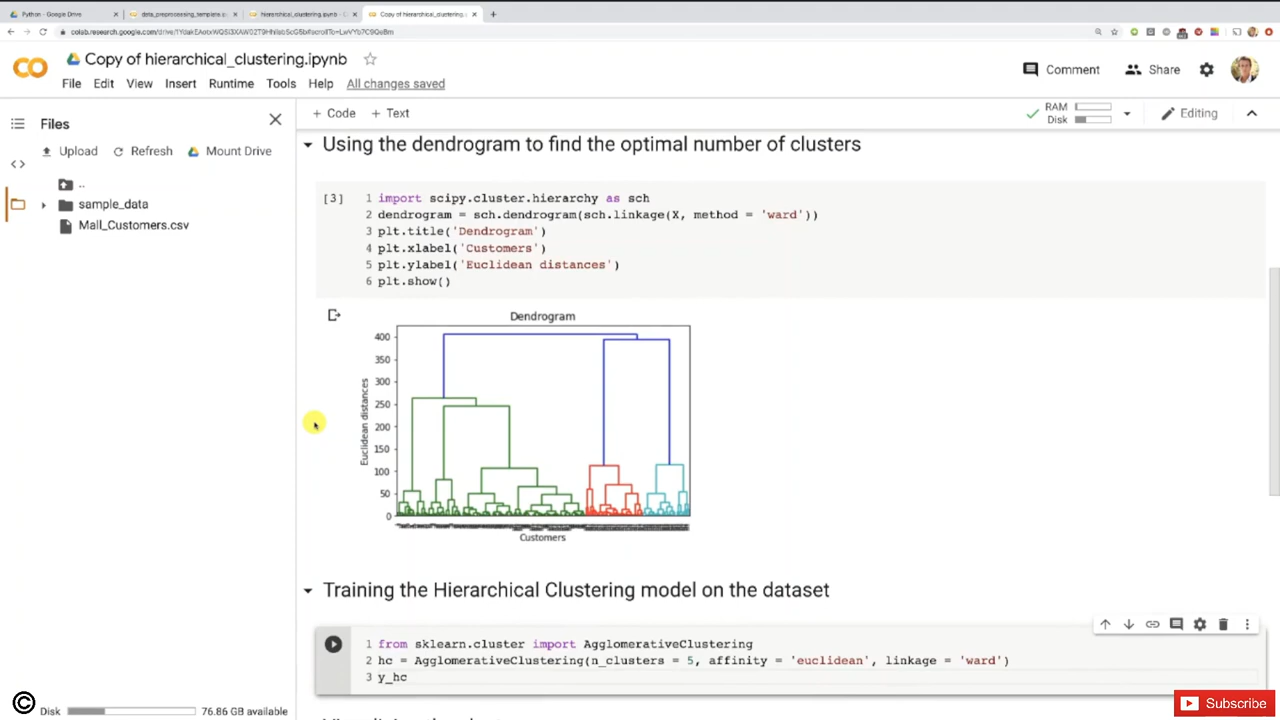 Python - Google Drive
data_preprocessing_template.ip
hierarchical_clustering.ipynb - C
Copy of hierarchical_clustering.
Copy of hierarchical_clustering.ipynb
File Edit View Insert Runtime Tools Help All changes saved
Comment
Share
Files
+ Code + Text
RAM
Disk
Editing
Upload Refresh Mount Drive
..
sample_data
Mall_Customers.csv
Using the dendrogram to find the optimal number of clusters
[3]
1 import scipy.cluster.hierarchy as sch
2 dendrogram = sch.dendrogram(sch.linkage(X, method = 'ward'))
3 plt.title('Dendrogram')
4 plt.xlabel('Customers')
5 plt.ylabel('Euclidean distances')
6 plt.show()
Dendrogram
400
350
300
250
200
150
100
50
0
Euclidean distances
Customers
Training the Hierarchical Clustering model on the dataset
1 from sklearn.cluster import AgglomerativeClustering
2 hc = AgglomerativeClustering(n_clusters = 5, affinity = 'euclidean', linkage = 'ward')
3 y_hc
©
Disk 76.86 GB available
Subscribe